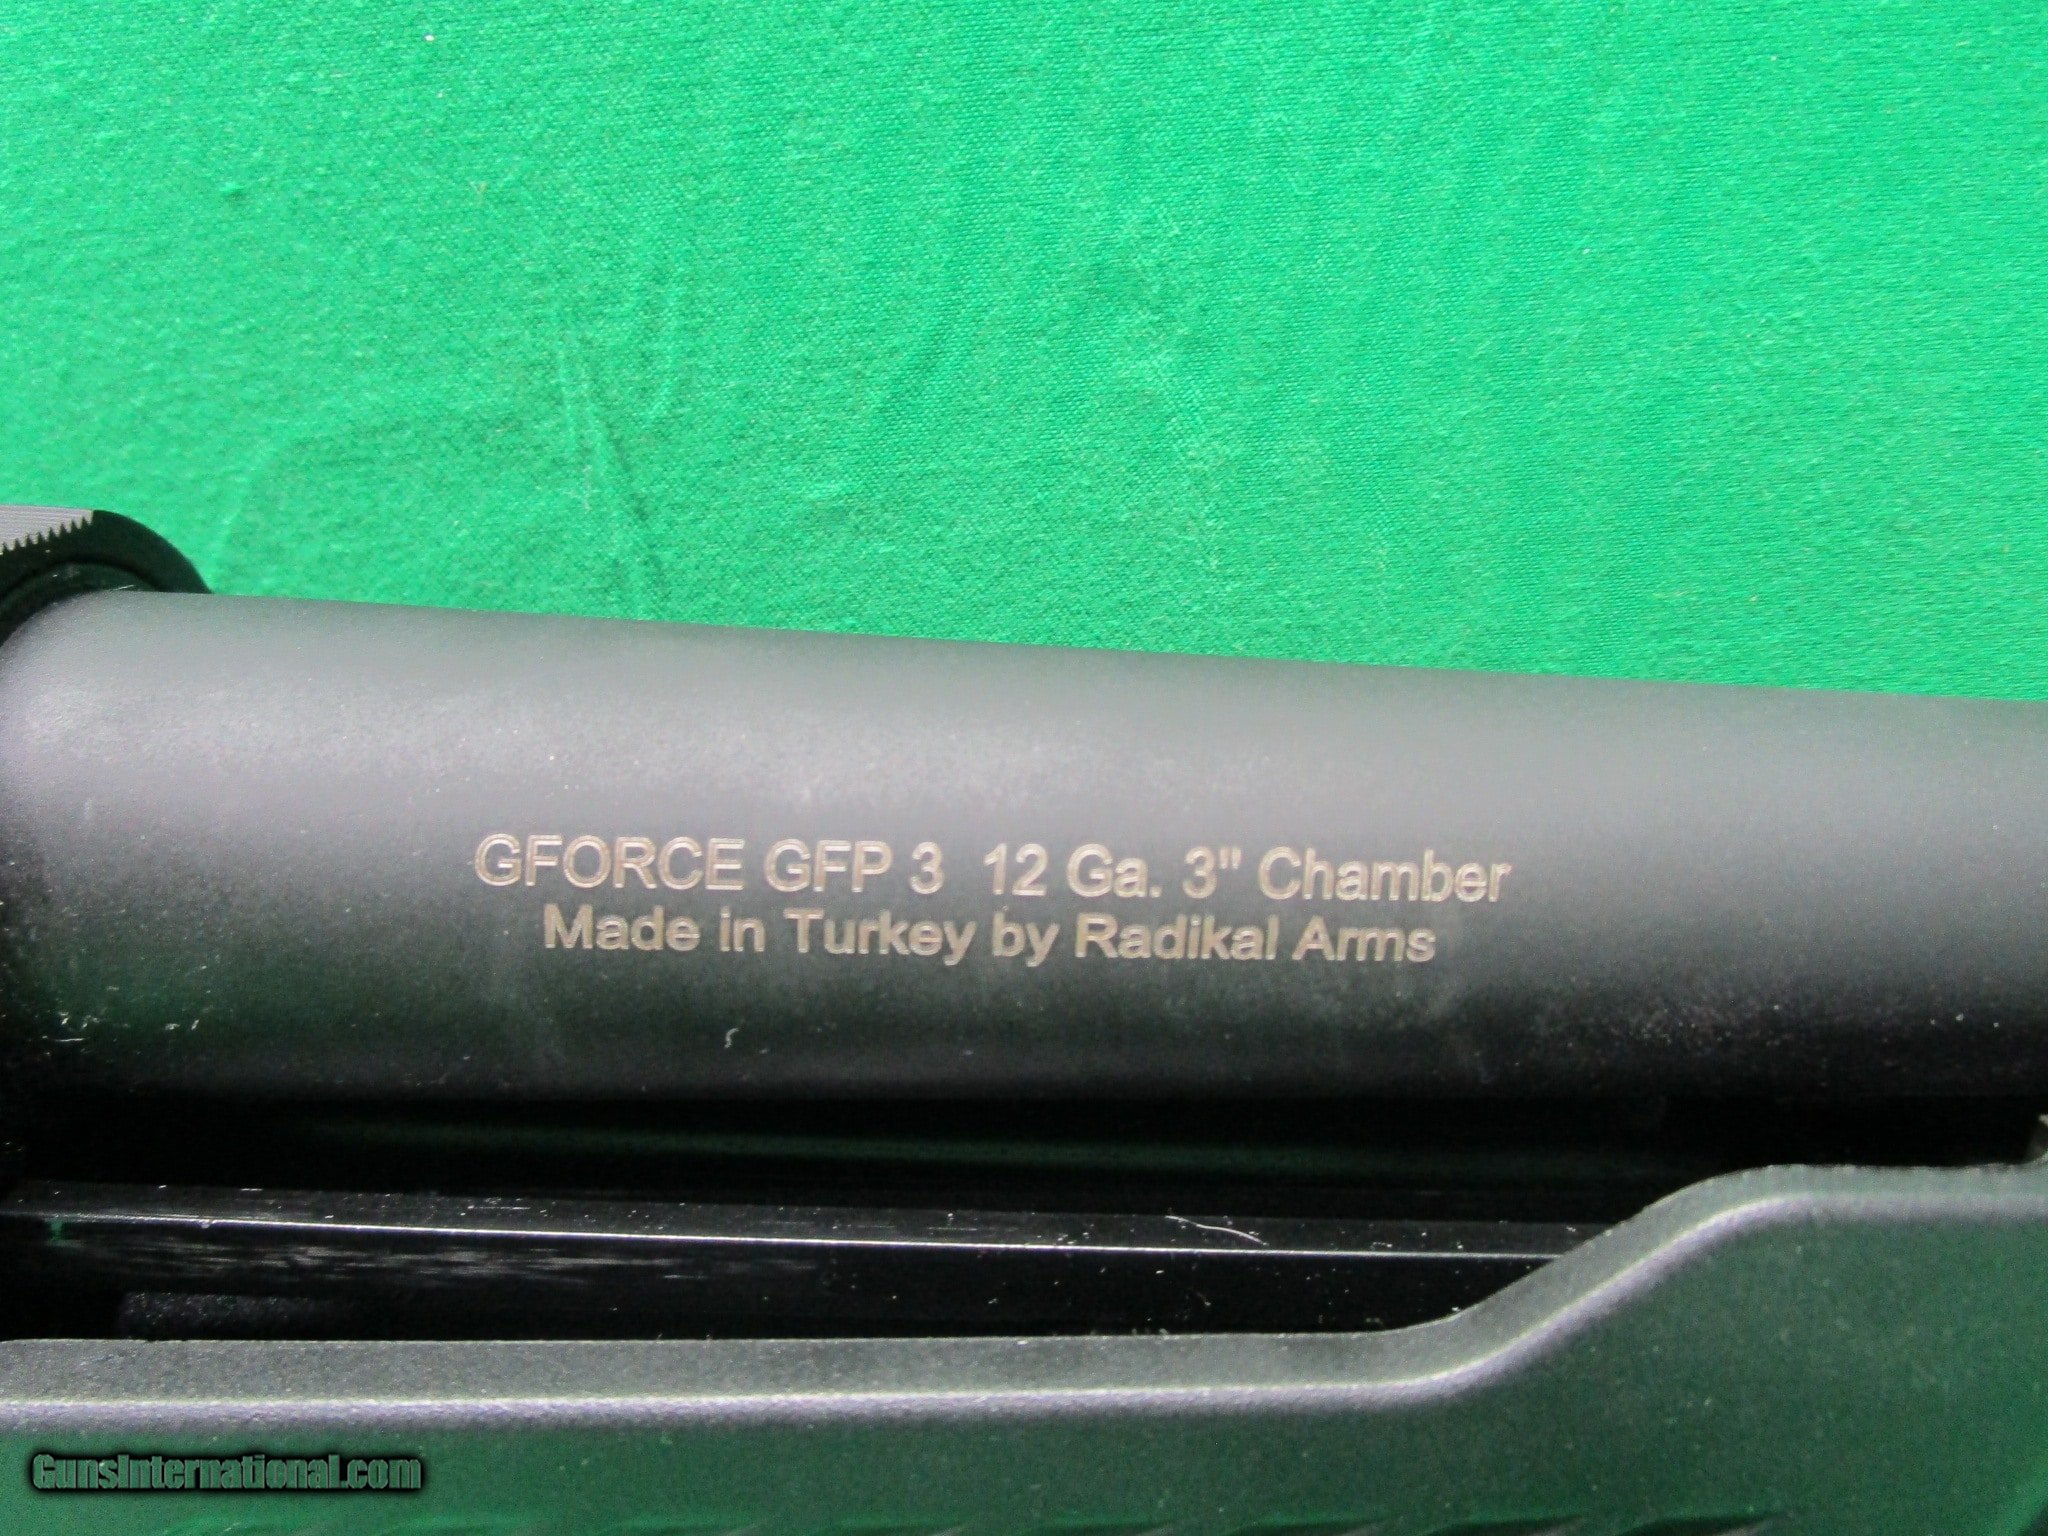 GFORCE GFP 3 12 Ga. 3" Chamber
Made in Turkey by Radikal Arms
GunsInternational.com